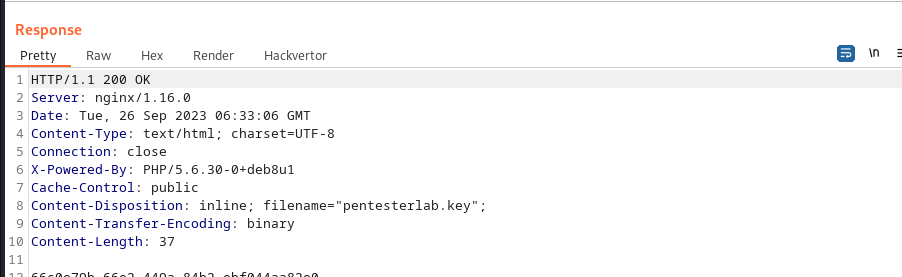 Response
Pretty Raw Hex Render Hackvertor \n
1 HTTP/1.1 200 OK
2 Server: nginx/1.16.0
3 Date: Tue, 26 Sep 2023 06:33:06 GMT
4 Content-Type: text/html; charset=UTF-8
5 Connection: close
6 X-Powered-By: PHP/5.6.30-0+deb8u1
7 Cache-Control: public
8 Content-Disposition: inline; filename="pentesterlab.key";
9 Content-Transfer-Encoding: binary
10 Content-Length: 37
11
12